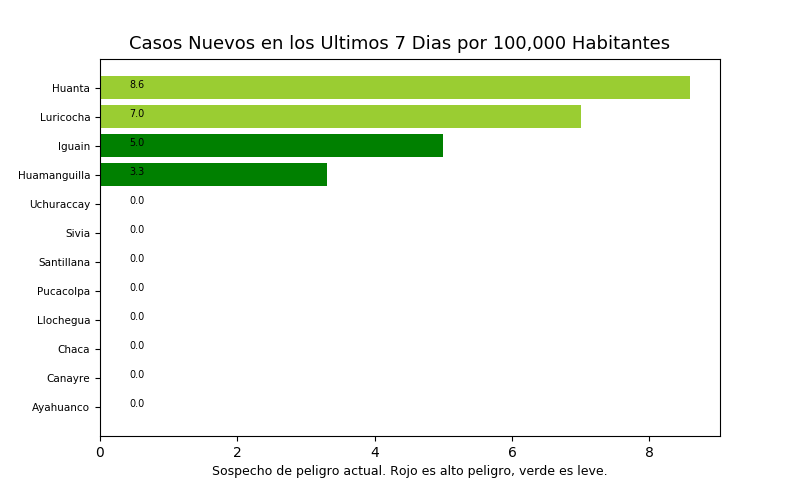 Casos Nuevos en los Ultimos 7 Dias por 100,000 Habitantes
Huanta 8.6
Luricocha 7.0
Iguain 5.0
Huamanguilla 3.3
Uchuraccay 0.0
Sivia 0.0
Santillana 0.0
Pucacolpa 0.0
Llochegua 0.0
Chaca 0.0
Canayre 0.0
Ayahuanco 0.0
0 2 4 6 8
Sospecho de peligro actual. Rojo es alto peligro, verde es leve.